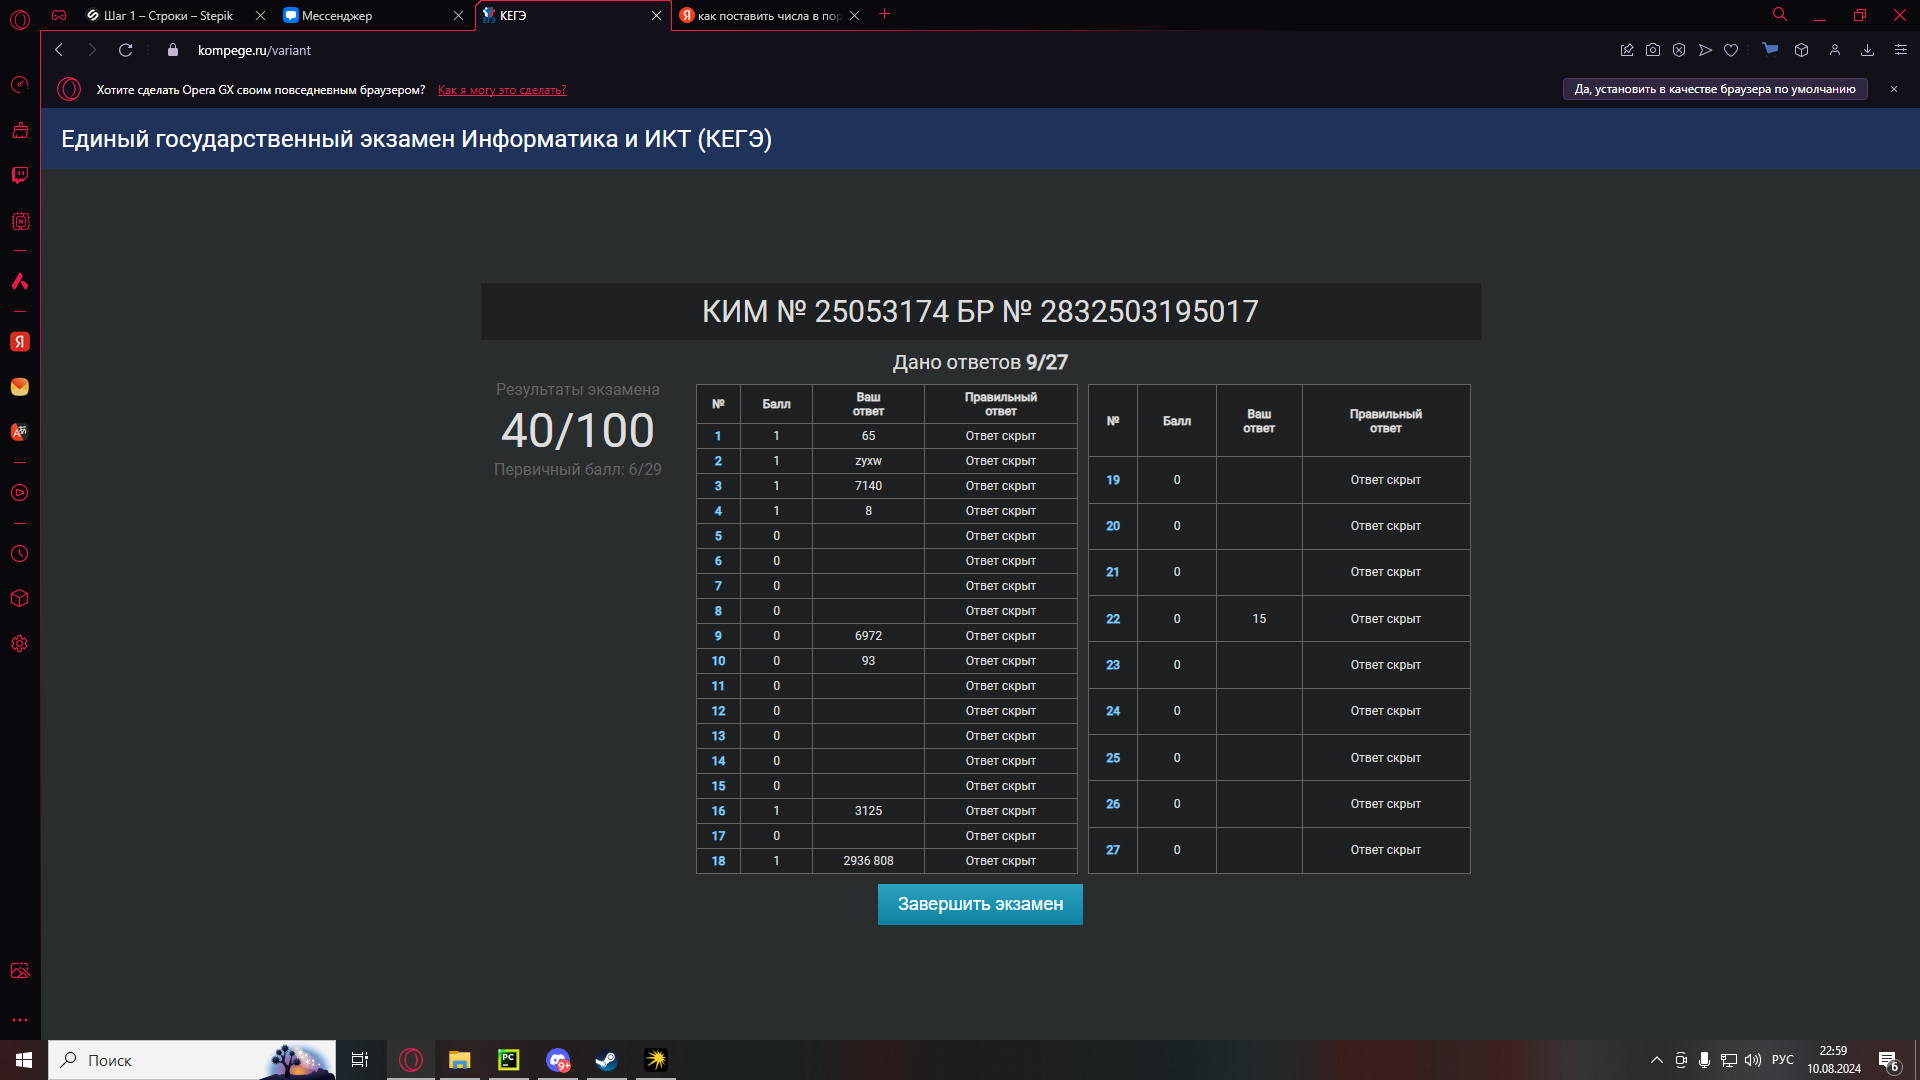 Шаг 1 – Строки – Stepik
Мессенджер
КЕГЭ
как поставить числа в пор
kompege.ru/variant
Хотите сделать Opera GX своим повседневным браузером? Как я могу это сделать?
Да, установить в качестве браузера по умолчанию
Единый государственный экзамен Информатика и ИКТ (КЕГЭ)
КИМ № 25053174 БР № 2832503195017
Дано ответов 9/27
Результаты экзамена
40/100
Первичный балл: 6/29
№ Балл Ваш ответ Правильный ответ
1 1 65 Ответ скрыт
2 1 zyxw Ответ скрыт
3 1 7140 Ответ скрыт
4 1 8 Ответ скрыт
5 0 Ответ скрыт
6 0 Ответ скрыт
7 0 Ответ скрыт
8 0 Ответ скрыт
9 0 6972 Ответ скрыт
10 0 93 Ответ скрыт
11 0 Ответ скрыт
12 0 Ответ скрыт
13 0 Ответ скрыт
14 0 Ответ скрыт
15 0 Ответ скрыт
16 1 3125 Ответ скрыт
17 0 Ответ скрыт
18 1 2936 808 Ответ скрыт
№ Балл Ваш ответ Правильный ответ
19 0 Ответ скрыт
20 0 Ответ скрыт
21 0 Ответ скрыт
22 0 15 Ответ скрыт
23 0 Ответ скрыт
24 0 Ответ скрыт
25 0 Ответ скрыт
26 0 Ответ скрыт
27 0 Ответ скрыт
Завершить экзамен
Поиск
PC
9+
РУС
22:59
10.08.2024
6